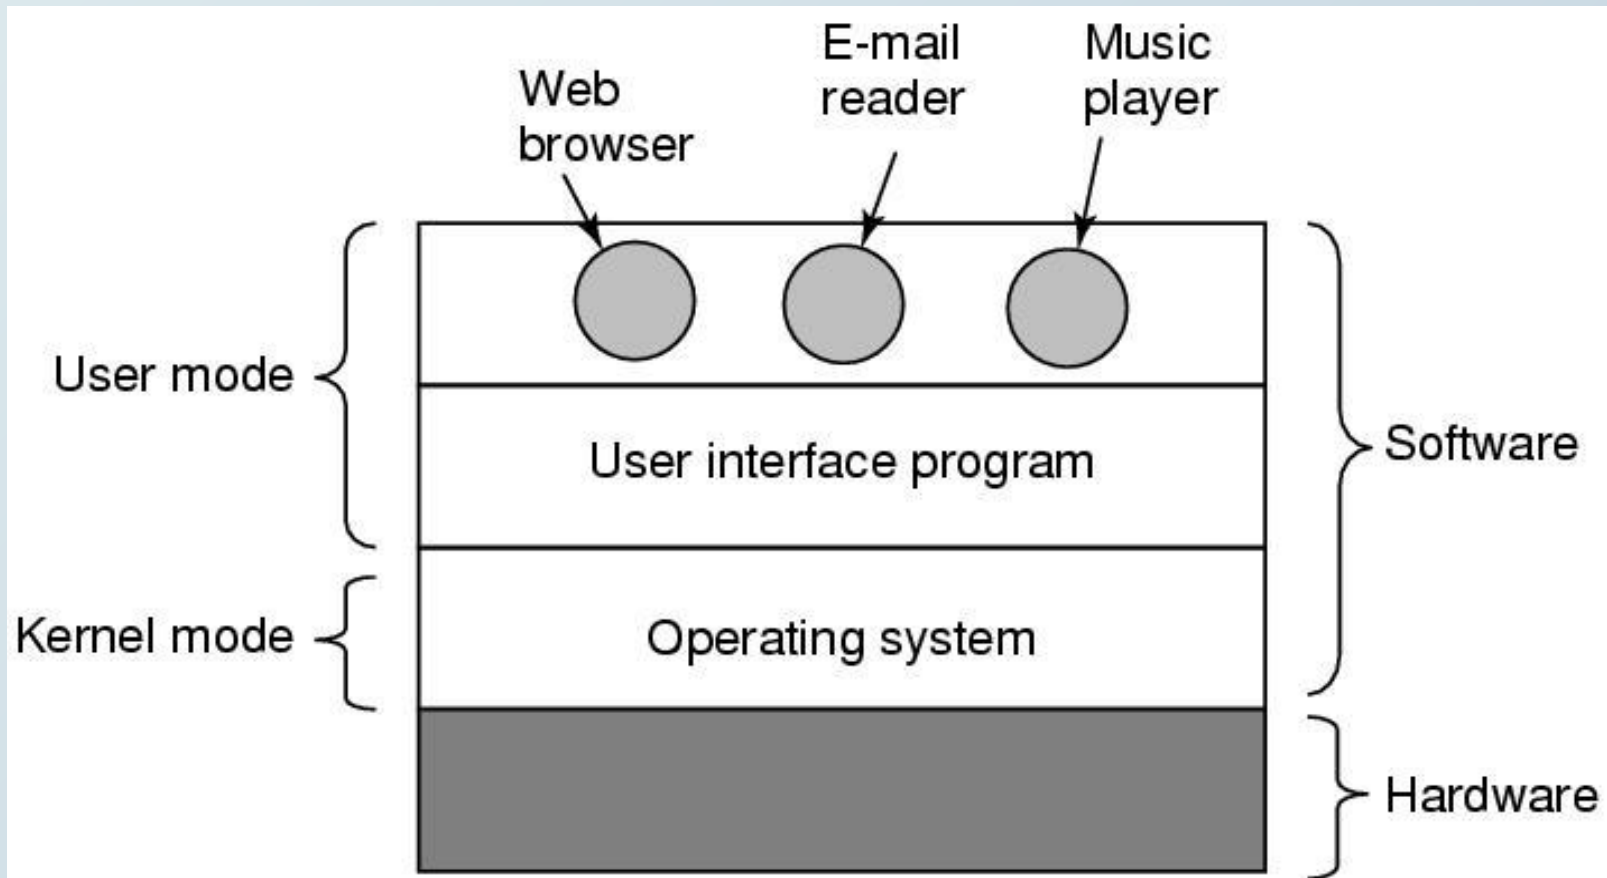 Web
browser
E-mail
reader
Music
player
User mode
User interface program
Software
Kernel mode
Operating system
Hardware